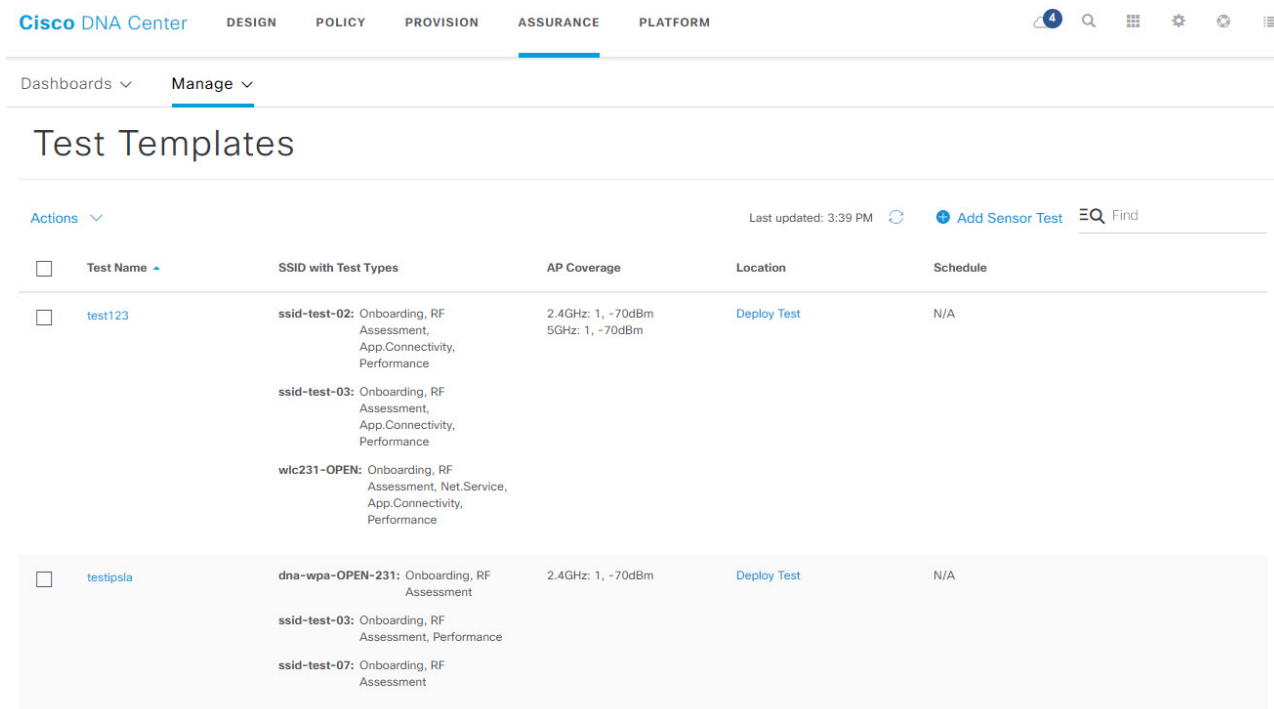 Cisco DNA Center DESIGN POLICY PROVISION ASSURANCE PLATFORM 4
Dashboards Manage
Test Templates
Actions Last updated: 3:39 PM Add Sensor Test Find
Test Name SSID with Test Types AP Coverage Location Schedule
test123 ssid-test-02: Onboarding, RF 2.4GHz: 1, -70dBm Deploy Test N/A
Assessment, 5GHz: 1, -70dBm
App.Connectivity,
Performance
ssid-test-03: Onboarding, RF
Assessment,
App.Connectivity,
Performance
wlc231-OPEN: Onboarding, RF
Assessment, Net.Service,
App.Connectivity,
Performance
testipsla dna-wpa-OPEN-231: Onboarding, RF 2.4GHz: 1, -70dBm Deploy Test N/A
Assessment
ssid-test-03: Onboarding, RF
Assessment, Performance
ssid-test-07: Onboarding, RF
Assessment